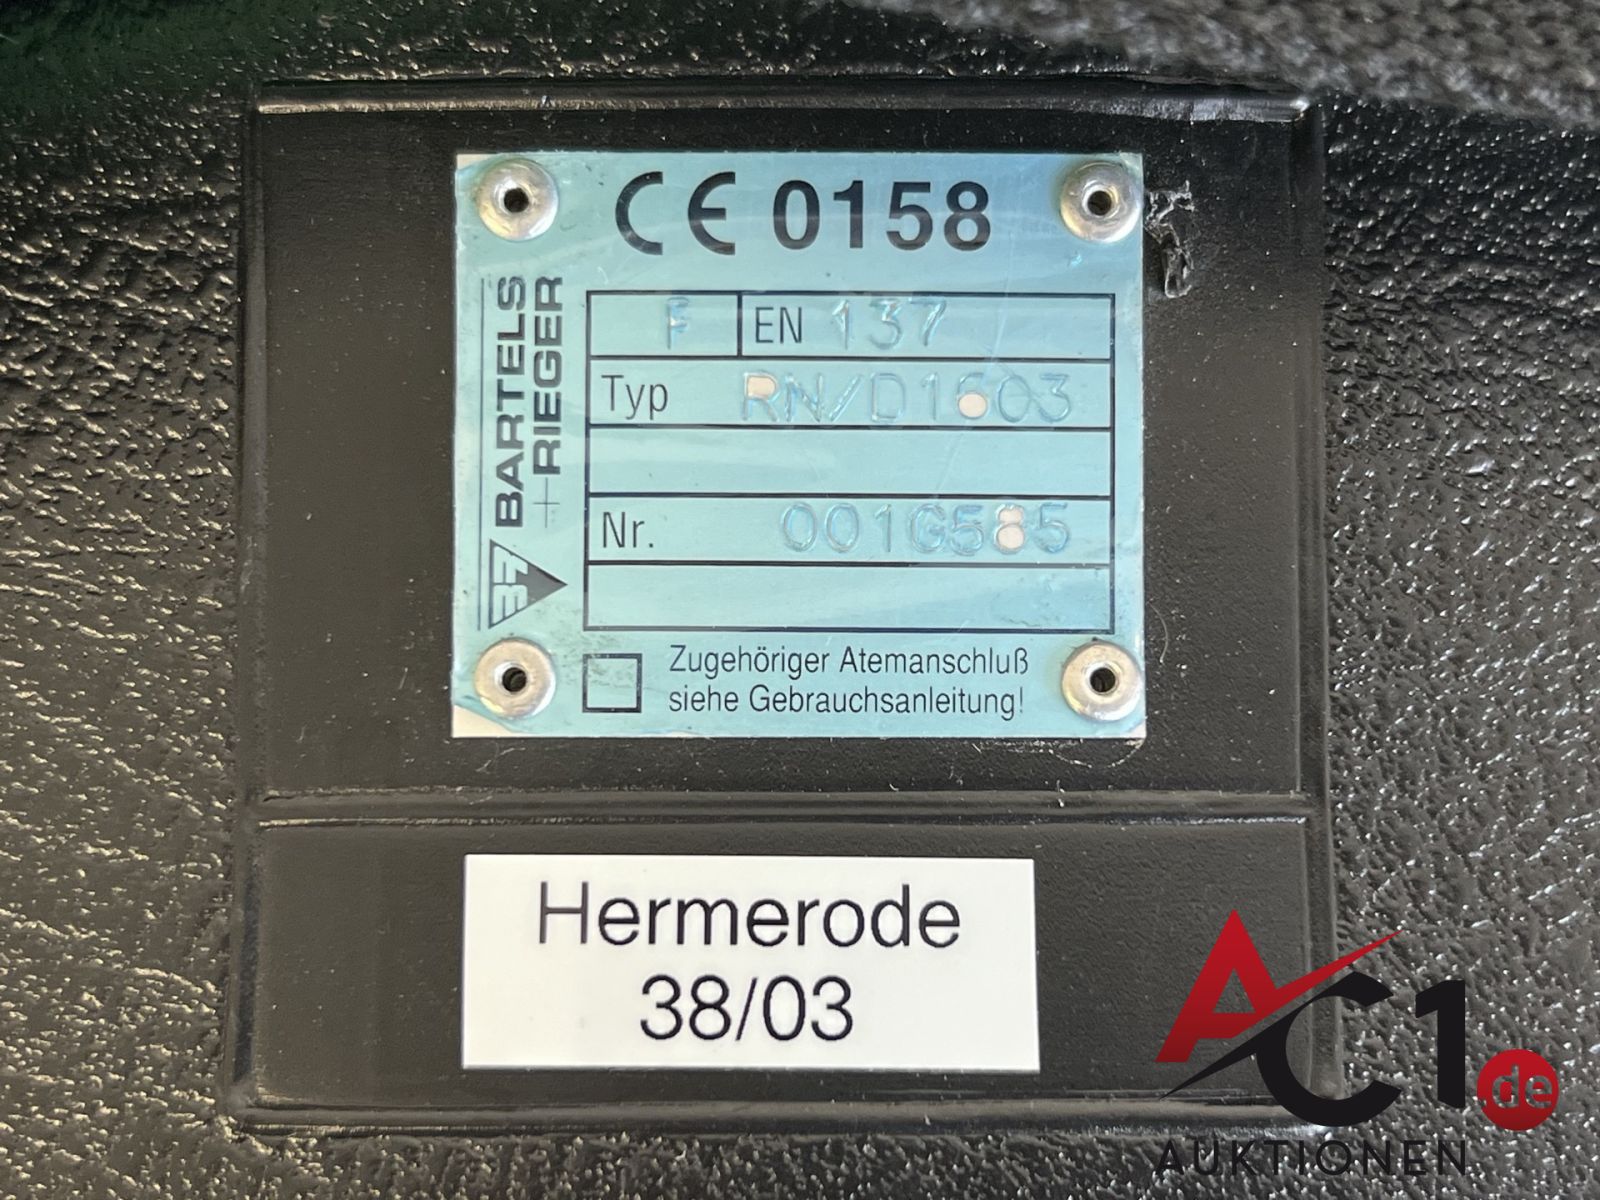 CE 0158
BARTELS
+RIEGER
F EN 137
Typ RN/D1603
Nr. 001G585
Zugehöriger Atemanschluß
siehe Gebrauchsanleitung!
Hermerode
38/03
AC1.de
AUKTIONEN